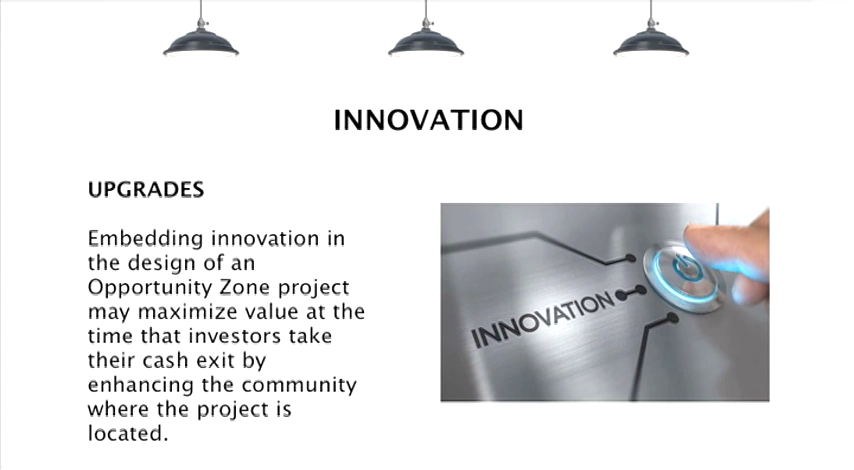 INNOVATION
UPGRADES
Embedding innovation in
the design of an
Opportunity Zone project
may maximize value at the
time that investors take
their cash exit by
enhancing the community
where the project is
located.
INNOVATION